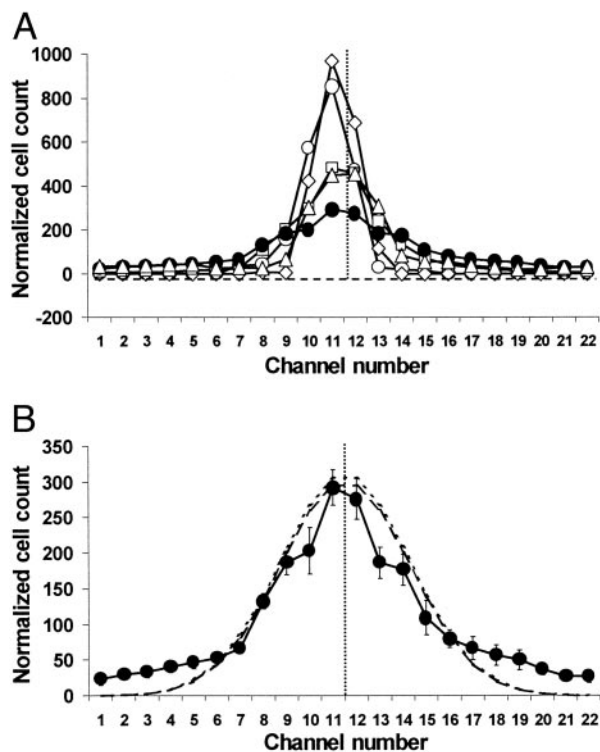 A
Normalized cell count
1000
800
600
400
200
0
-200
1 2 3 4 5 6 7 8 9 10 11 12 13 14 15 16 17 18 19 20 21 22
Channel number
B
Normalized cell count
350
300
250
200
150
100
50
0
1 2 3 4 5 6 7 8 9 10 11 12 13 14 15 16 17 18 19 20 21 22
Channel number